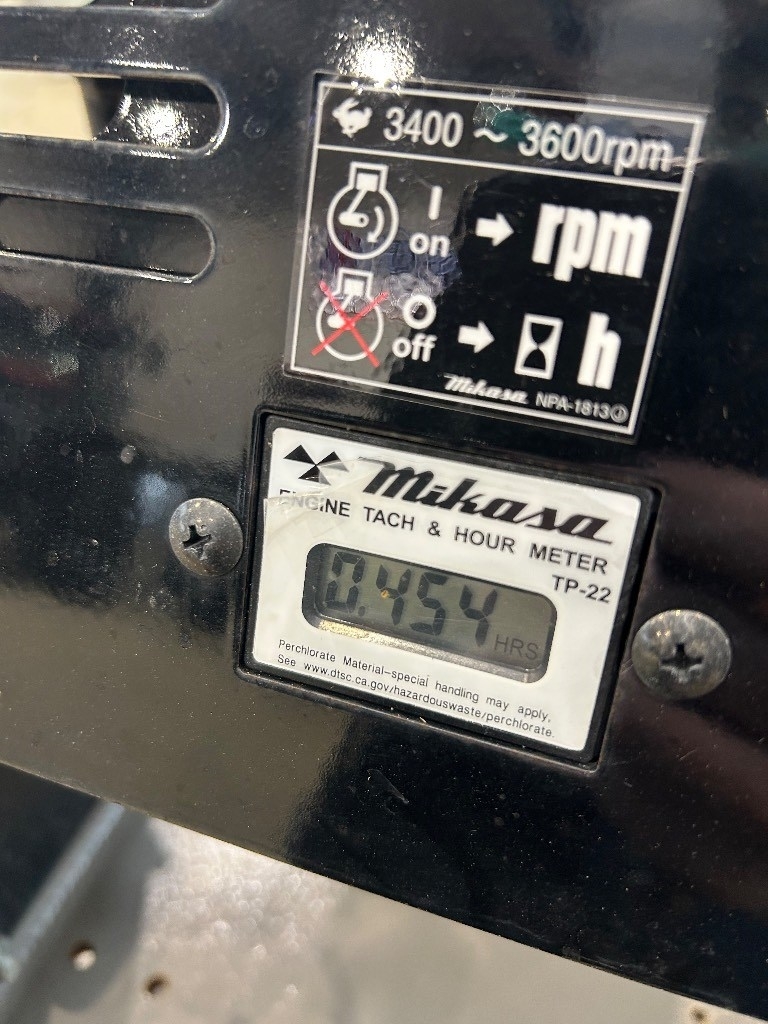 3400 ~ 3600rpm
I
on
rpm
O
off
h
Mikasa NPA-1813
Mikasa
ENGINE TACH & HOUR METER
TP-22
0.454 HRS
Perchlorate Material-special handling may apply,
See www.dtsc.ca.gov/hazardouswaste/perchlorate.